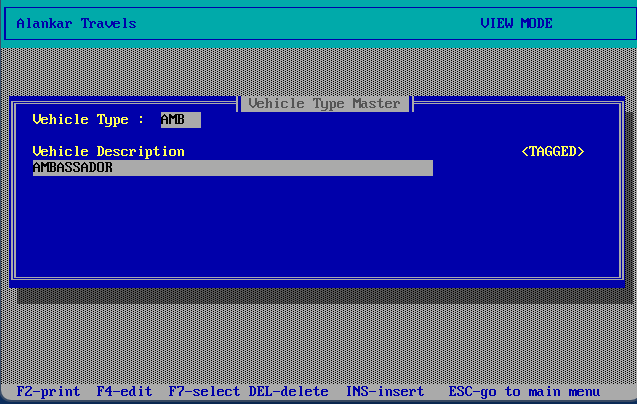 Alankar Travels VIEW MODE
Vehicle Type Master
Vehicle Type : AMB
Vehicle Description <TAGGED>
AMBASSADOR
F2-print F4-edit F7-select DEL-delete INS-insert ESC-go to main menu